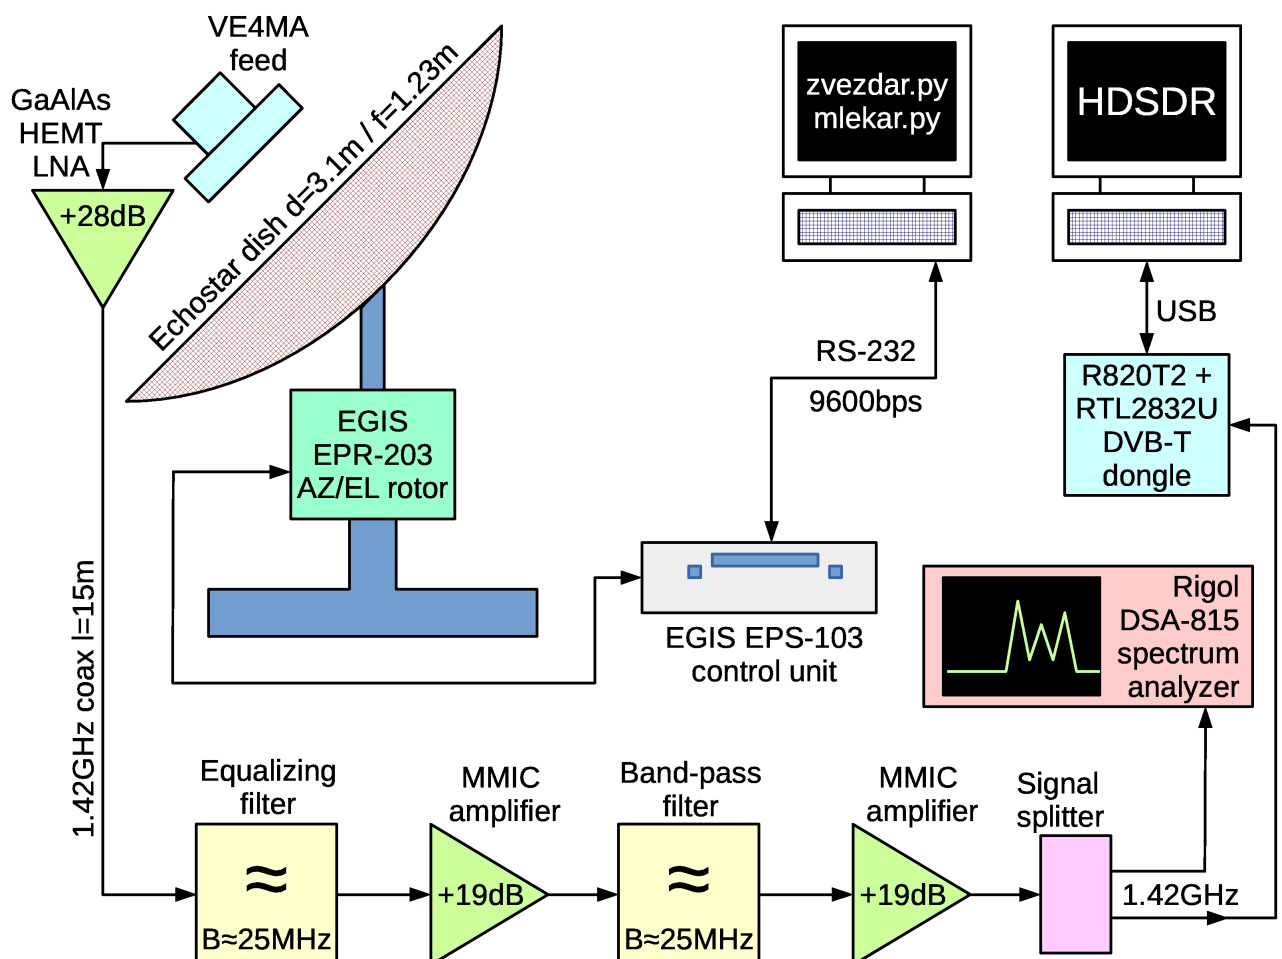 VE4MA
feed
GaAlAs
HEMT
LNA
+28dB
Echostar dish d=3.1m / f=1.23m
zvezdar.py
mlekar.py
HDSDR
USB
RS-232
9600bps
R820T2 +
RTL2832U
DVB-T
dongle
EGIS
EPR-203
AZ/EL rotor
EGIS EPS-103
control unit
Rigol
DSA-815
spectrum
analyzer
1.42GHz coax l=15m
Equalizing
filter
≈
B≈25MHz
MMIC
amplifier
+19dB
Band-pass
filter
≈
B≈25MHz
MMIC
amplifier
+19dB
Signal
splitter
1.42GHz